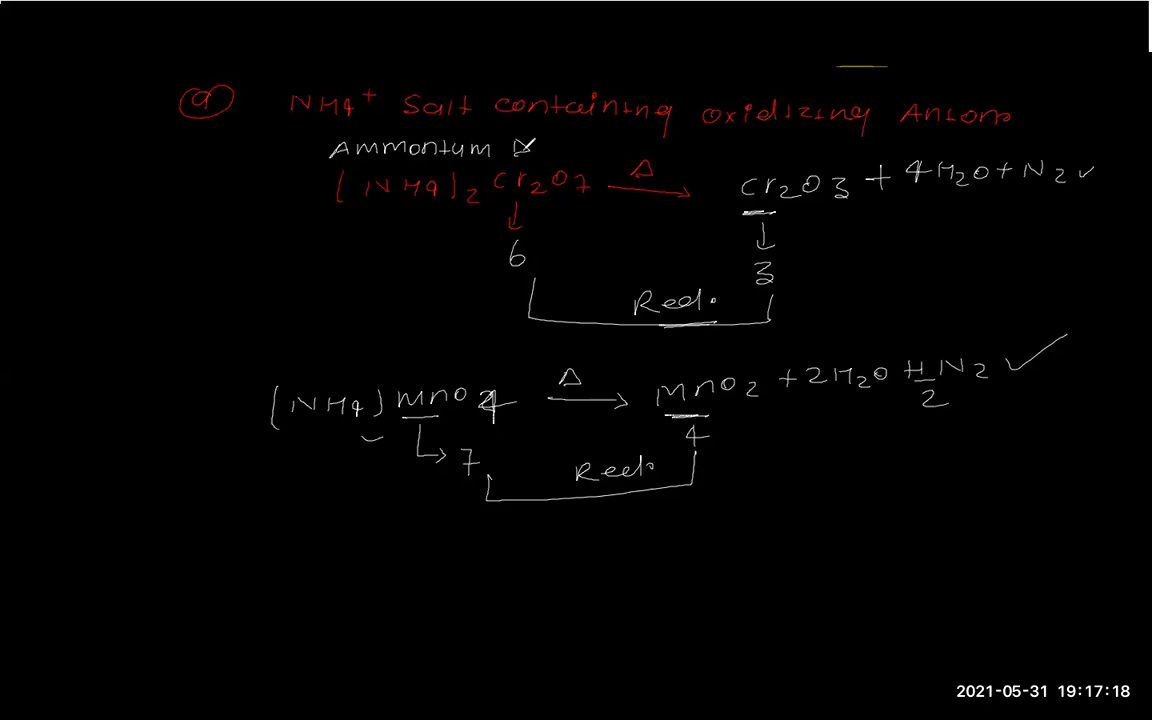 a NH4+ Salt containing oxidizing Anions
Ammonium
(NH4)2Cr2O7 Δ→ Cr2O3 + 4H2O + N2 ✓
↓ ↓
6 3
Red.
(NH4)MnO4 Δ→ MnO2 + 2H2O + 1/2 N2 ✓
↳ 7 4
Red.
2021-05-31 19:17:18